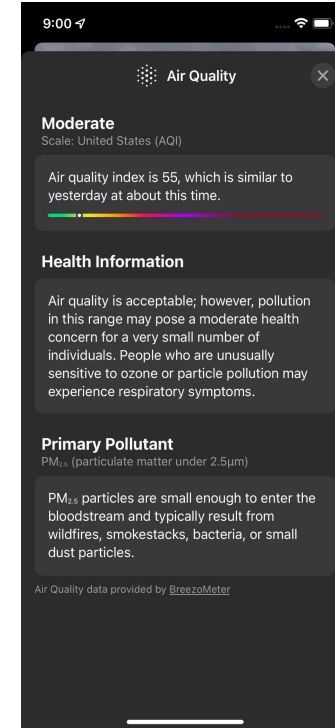 9:00
Air Quality
Moderate
Scale: United States (AQI)
Air quality index is 55, which is similar to
yesterday at about this time.
Health Information
Air quality is acceptable; however, pollution
in this range may pose a moderate health
concern for a very small number of
individuals. People who are unusually
sensitive to ozone or particle pollution may
experience respiratory symptoms.
Primary Pollutant
PM₂.₅ (particulate matter under 2.5μm)
PM₂.₅ particles are small enough to enter the
bloodstream and typically result from
wildfires, smokestacks, bacteria, or small
dust particles.
Air Quality data provided by BreezoMeter